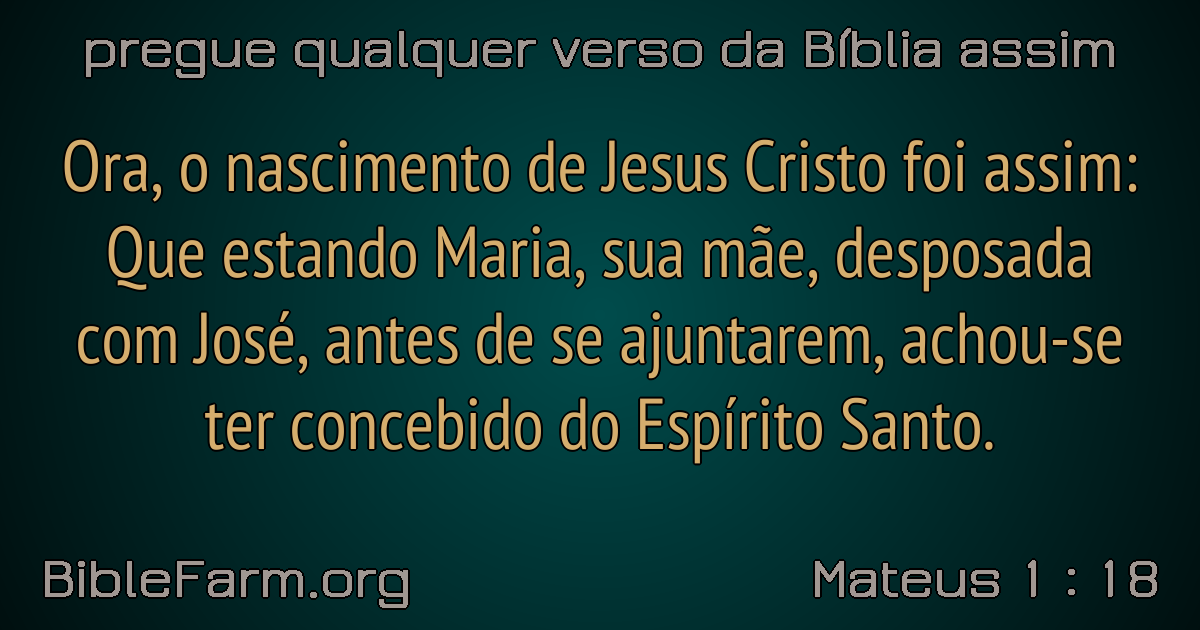 pregue qualquer verso da Bíblia assim
Ora, o nascimento de Jesus Cristo foi assim:
Que estando Maria, sua mãe, desposada
com José, antes de se ajuntarem, achou-se
ter concebido do Espírito Santo.
BibleFarm.org
Mateus 1 : 18